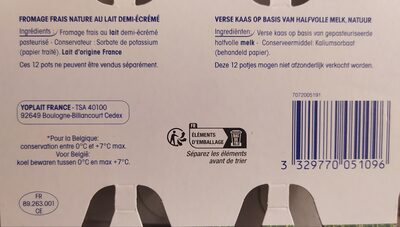 FROMAGE FRAIS NATURE AU LAIT DEMI-ÉCRÉMÉ
Ingrédients : Fromage frais au lait demi-écrémé
pasteurisé - Conservateur : Sorbate de potassium
(papier traité). Lait d'origine France
Ces 12 pots ne peuvent être vendus séparément.
VERSE KAAS OP BASIS VAN HALFVOLLE MELK, NATUUR
Ingrediënten : Verse kaas op basis van gepasteuriseerde
halfvolle melk - Conserveermiddel: Kaliumsorbaat
(behandeld papier).
Deze 12 potjes mogen niet afzonderlijk verkocht worden.
YOPLAIT FRANCE - TSA 40100
92649 Boulogne-Billancourt Cedex
*Pour la Belgique:
conservation entre 0°C et +7°C max.
Voor België:
koel bewaren tussen 0°C en max +7°C.
FR
89.263.001
CE
FR
ÉLÉMENTS
D'EMBALLAGE
Séparez les éléments
avant de trier
7072005191
3 329770 051096